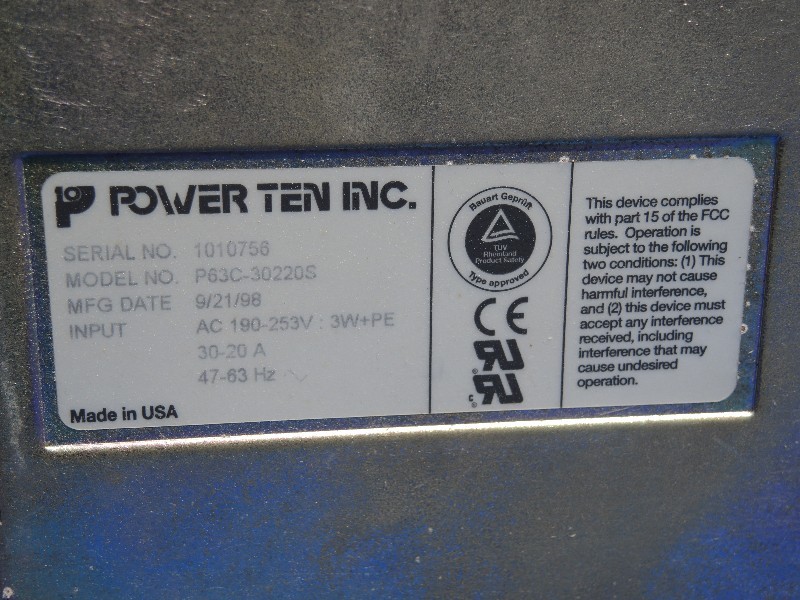 POWER TEN INC.
SERIAL NO. 1010756
MODEL NO. P63C-30220S
MFG DATE 9/21/98
INPUT AC 190-253V : 3W+PE
30-20 A
47-63 Hz
Made in USA
Bauart Geprüft
TUV
Rheinland
Product Safety
Type approved
CE
c
This device complies
with part 15 of the FCC
rules. Operation is
subject to the following
two conditions: (1) This
device may not cause
harmful interference,
and (2) this device must
accept any interference
received, including
interference that may
cause undesired
operation.